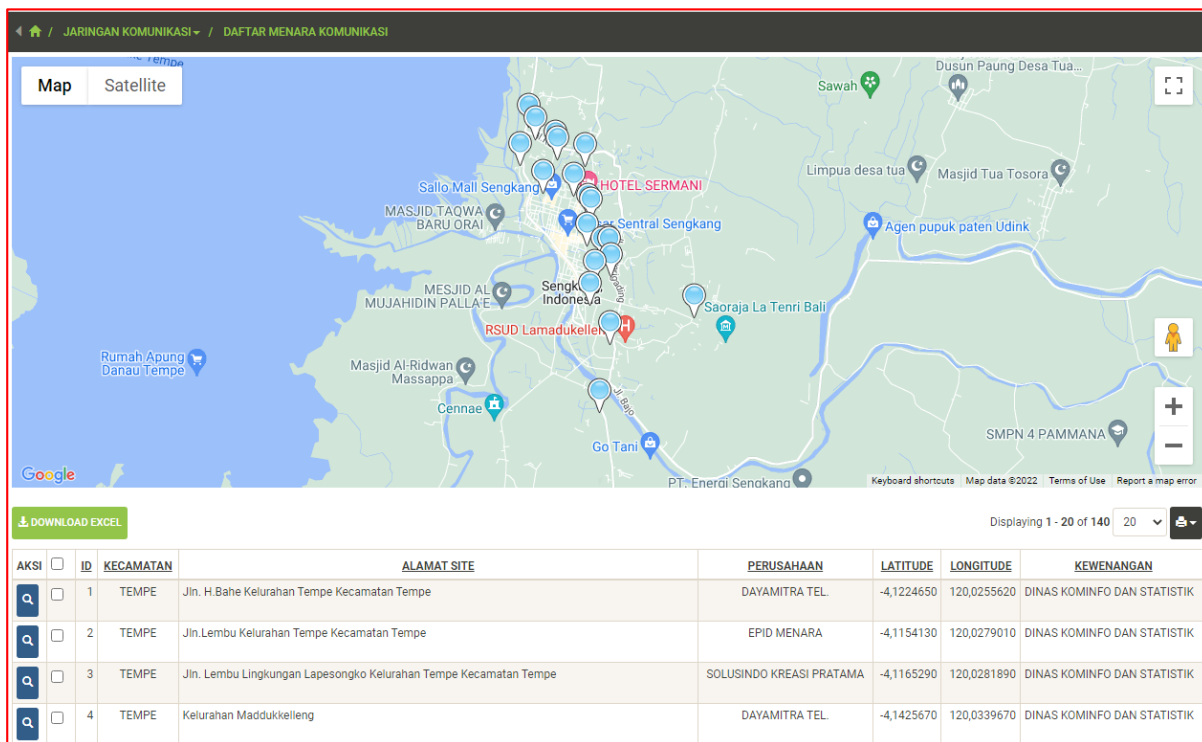 / JARINGAN KOMUNIKASI / DAFTAR MENARA KOMUNIKASI
Tempe
Map Satellite
Dusun Paung Desa Tua...
Sawah
Limpua desa tua
Masjid Tua Tosora
Sallo Mall Sengkang
HOTEL SERMANI
MASJID TAQWA
BARU ORAI
Sentral Sengkang
Agen pupuk paten Udink
MESJID AL
MUJAHIDIN PALLA'E
Indonesia
Saoraja La Tenri Bali
RSUD Lamadukellen
Rumah Apung
Danau Tempe
Masjid Al-Ridwan
Massappa
Cennae
Jl. Bajo
Go Tani
SMPN 4 PAMMANA
PT. Energi Sengkang
Google
Keyboard shortcuts Map data ©2022 Terms of Use Report a map error
DOWNLOAD EXCEL
Displaying 1 - 20 of 140 20
AKSI ID KECAMATAN ALAMAT SITE PERUSAHAAN LATITUDE LONGITUDE KEWENANGAN
1 TEMPE Jln. H.Bahe Kelurahan Tempe Kecamatan Tempe DAYAMITRA TEL. -4,1224650 120,0255620 DINAS KOMINFO DAN STATISTIK
2 TEMPE Jln.Lembu Kelurahan Tempe Kecamatan Tempe EPID MENARA -4,1154130 120,0279010 DINAS KOMINFO DAN STATISTIK
3 TEMPE Jln. Lembu Lingkungan Lapesongko Kelurahan Tempe Kecamatan Tempe SOLUSINDO KREASI PRATAMA -4,1165290 120,0281890 DINAS KOMINFO DAN STATISTIK
4 TEMPE Kelurahan Maddukkelleng DAYAMITRA TEL. -4,1425670 120,0339670 DINAS KOMINFO DAN STATISTIK